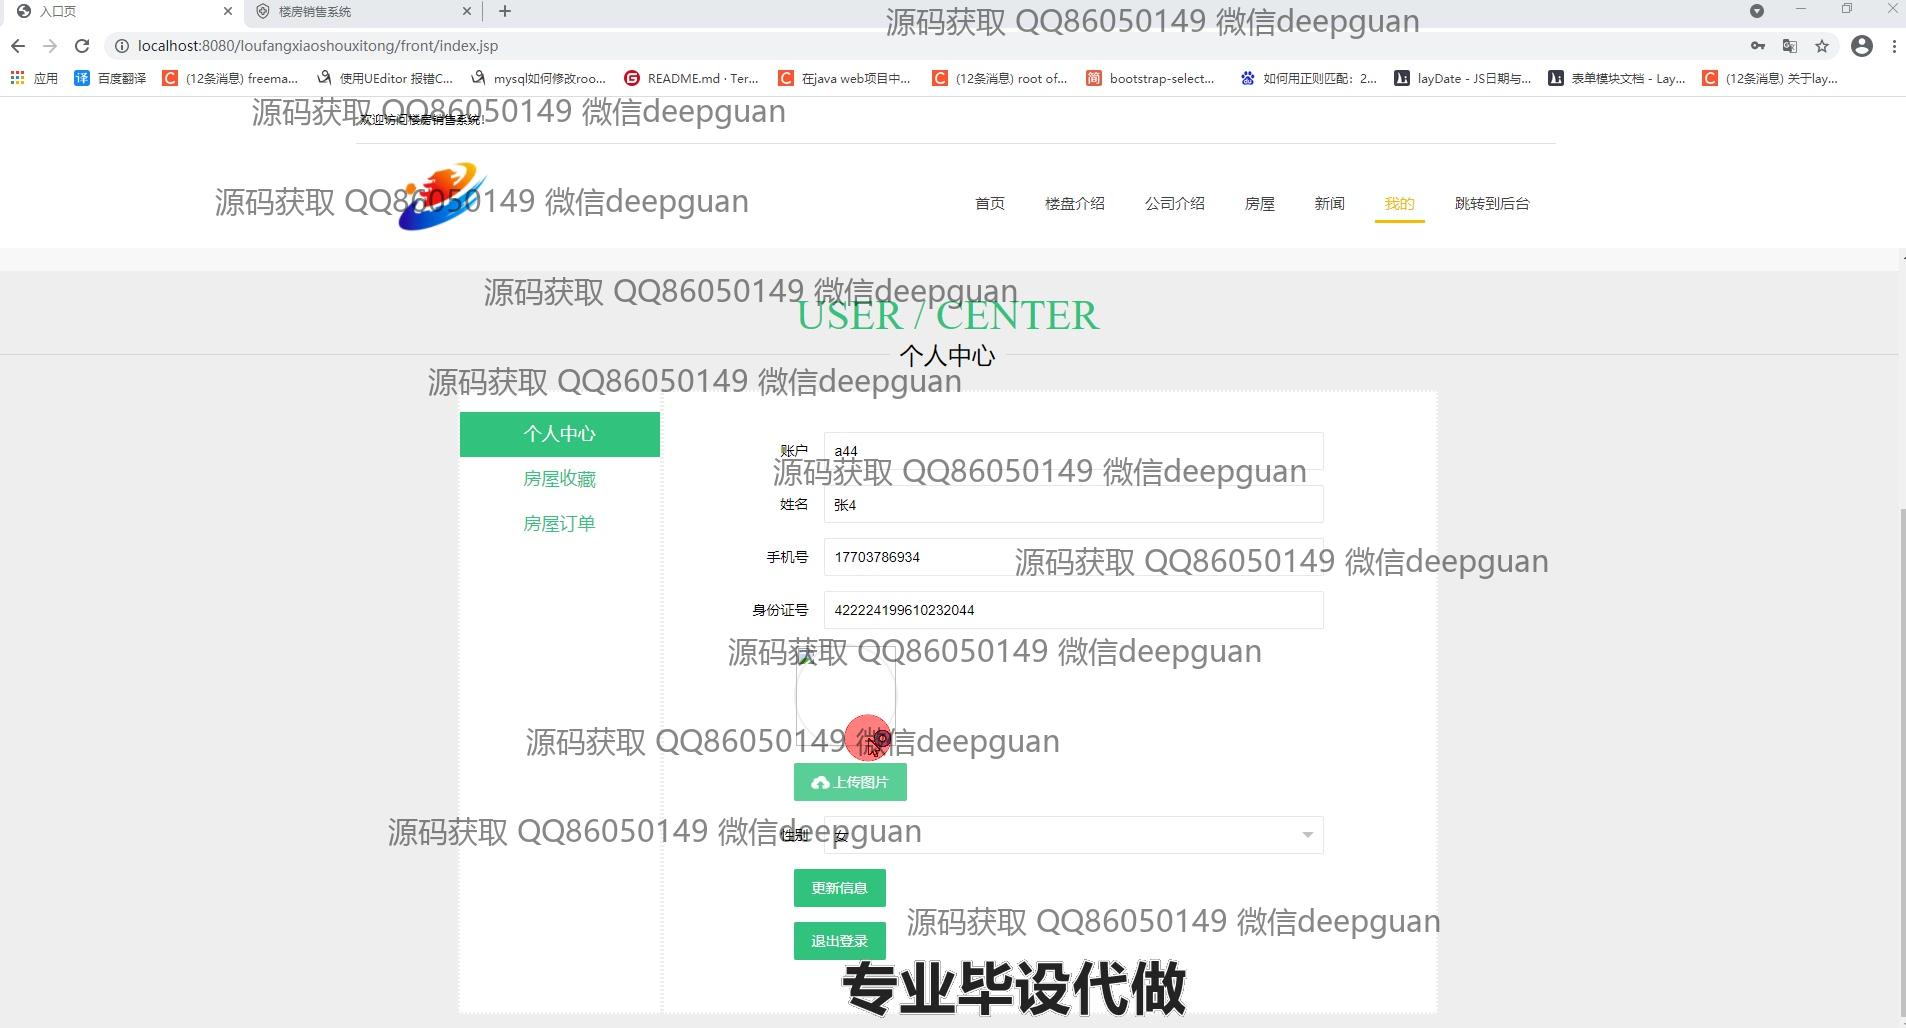 入口页
楼房销售系统
源码获取 QQ86050149 微信deepguan
localhost:8080/loufangxiaoshouxitong/front/index.jsp
应用
百度翻译
(12条消息) freema...
使用UEditor 报错C...
mysql如何修改roo...
README.md · Ter...
在java web项目中...
(12条消息) root of...
bootstrap-select...
如何用正则匹配：2...
layDate - JS日期与...
表单模块文档 - Lay...
(12条消息) 关于lay...
源码获取 QQ86050149 微信deepguan
欢迎访问楼房销售系统!
源码获取 QQ86050149 微信deepguan
首页 楼盘介绍 公司介绍 房屋 新闻 我的 跳转到后台
源码获取 QQ86050149 微信deepguan
USER / CENTER
个人中心
源码获取 QQ86050149 微信deepguan
个人中心
房屋收藏
房屋订单
账户 a44
源码获取 QQ86050149 微信deepguan
姓名 张4
手机号 17703786934
源码获取 QQ86050149 微信deepguan
身份证号 422224199610232044
源码获取 QQ86050149 微信deepguan
源码获取 QQ86050149 微信deepguan
上传图片
源码获取 QQ86050149 微信deepguan
性别 女
更新信息
源码获取 QQ86050149 微信deepguan
退出登录
专业毕设代做